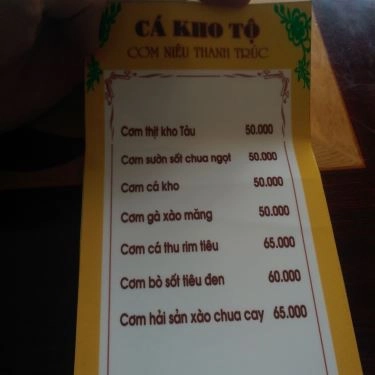 CÁ KHO TỘ
CƠM NIÊU THANH TRÚC
Cơm thịt kho Tàu 50.000
Cơm sườn sốt chua ngọt 50.000
Cơm cá kho 50.000
Cơm gà xào măng 50.000
Cơm cá thu rim tiêu 65.000
Cơm bò sốt tiêu đen 60.000
Cơm hải sản xào chua cay 65.000